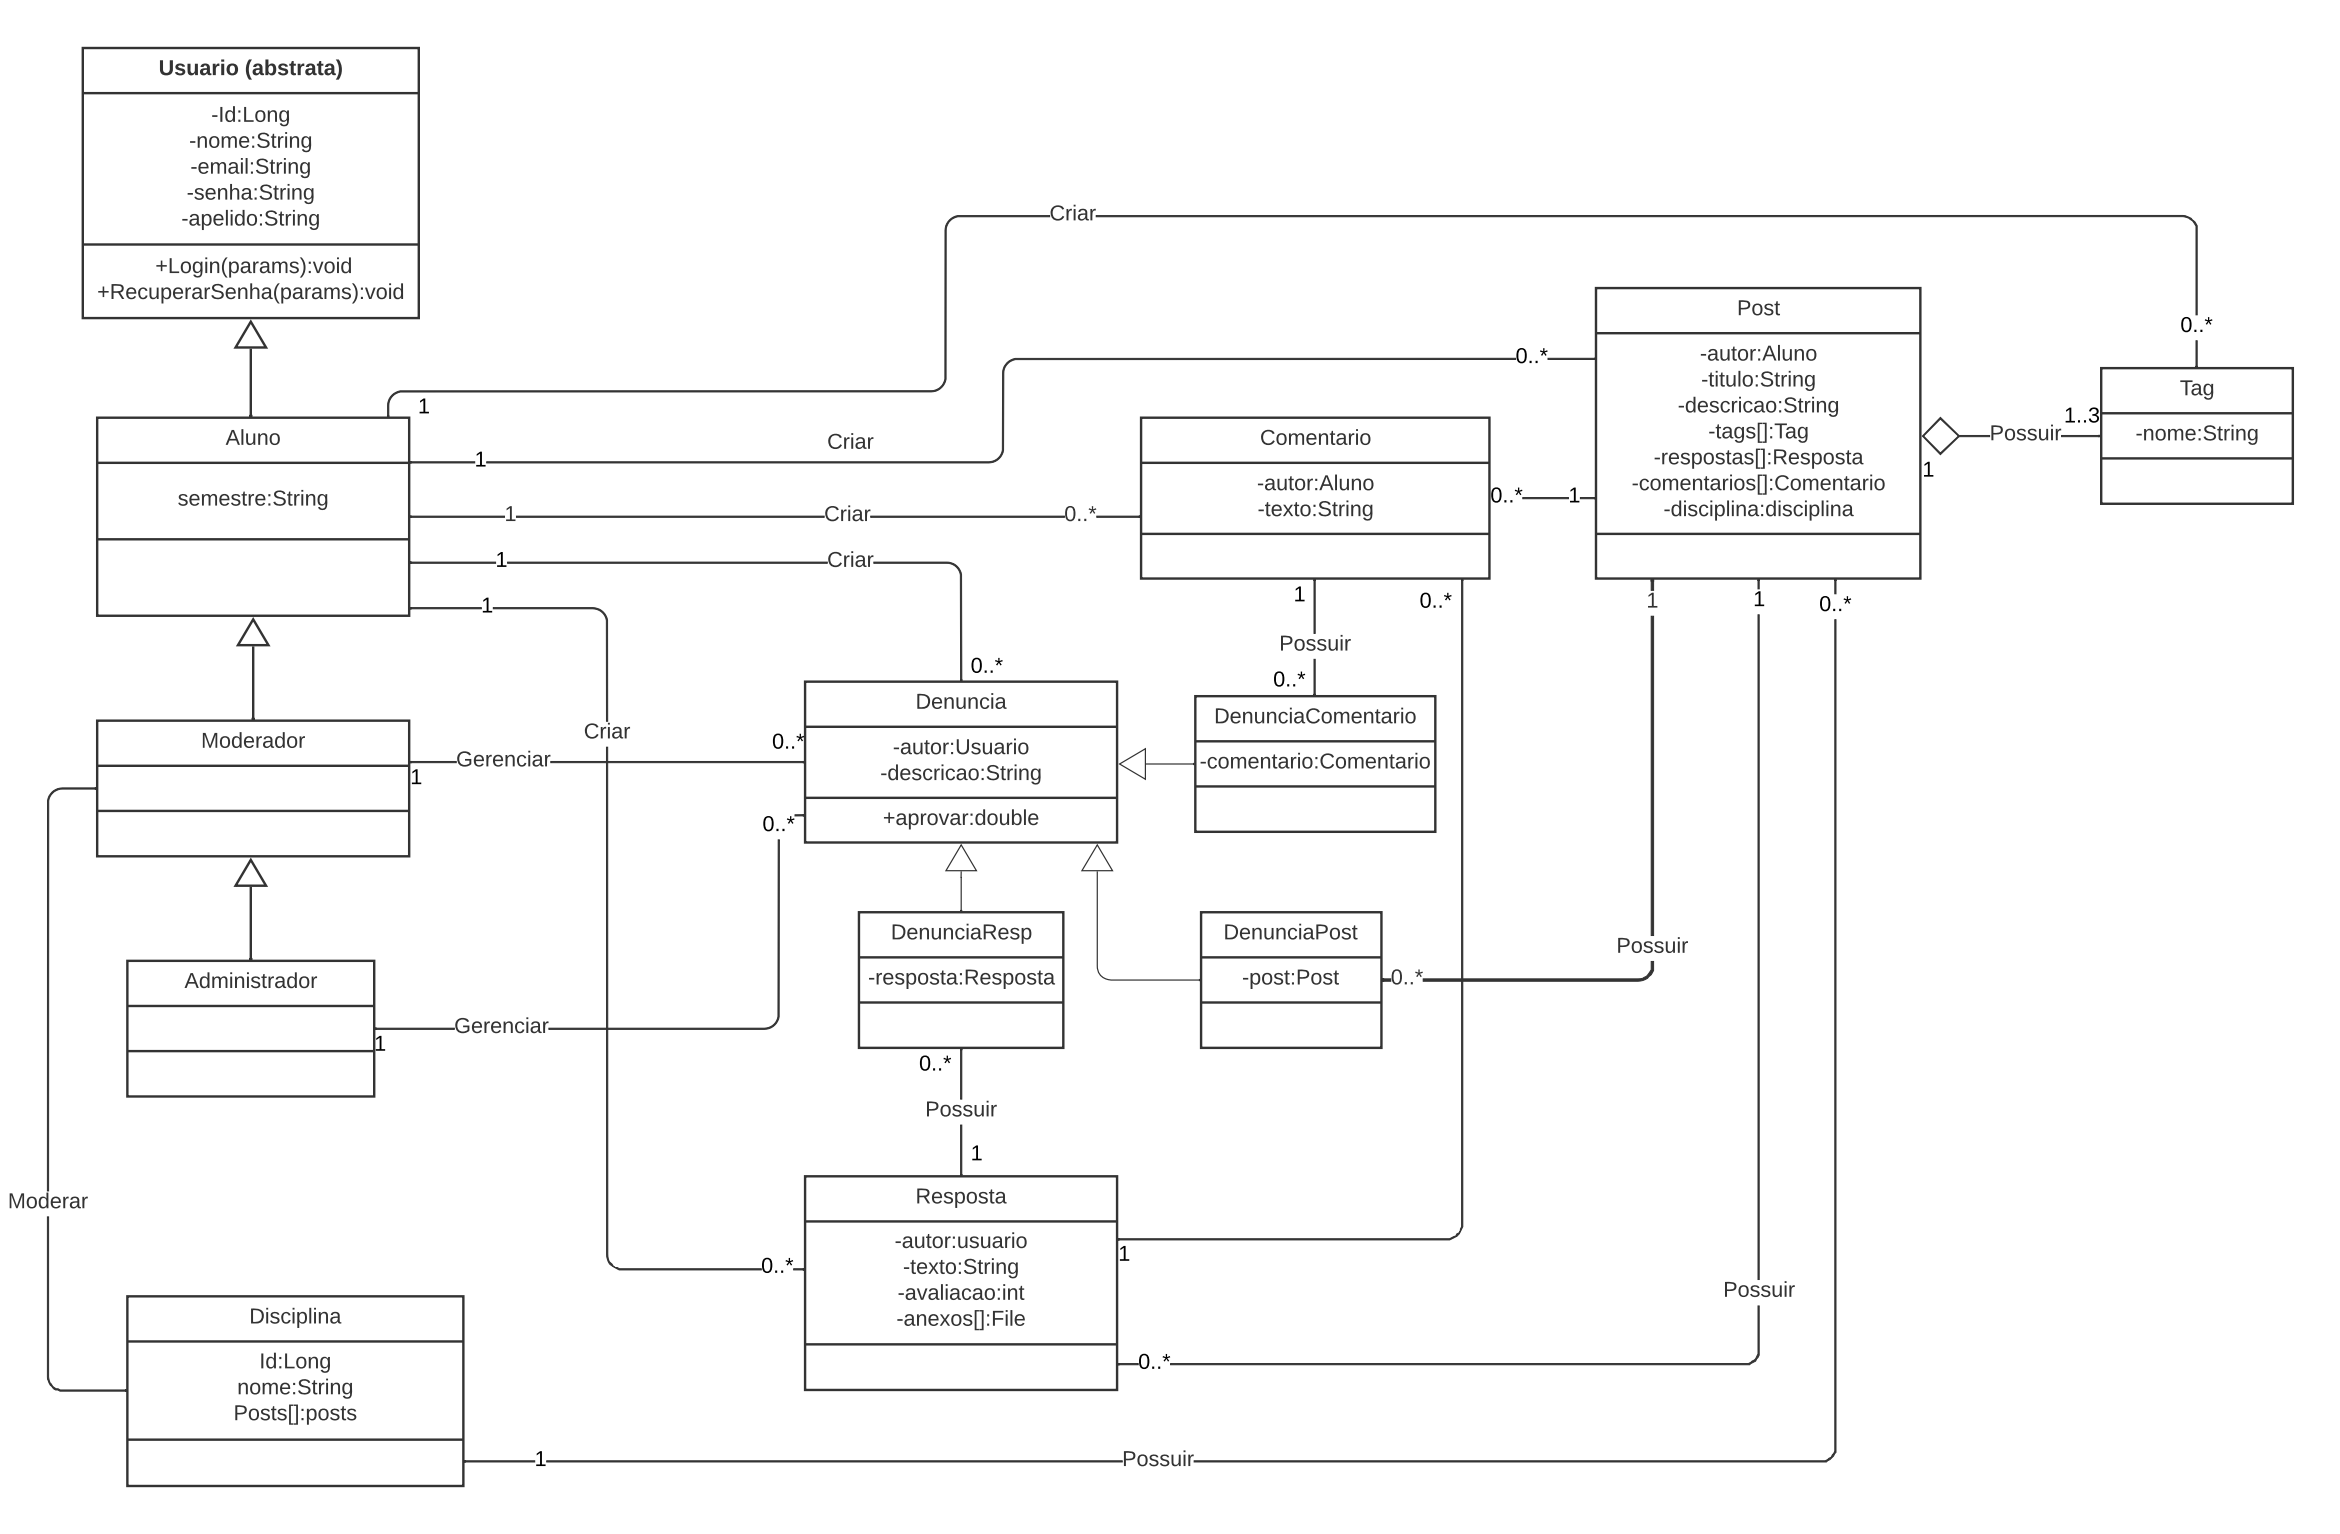 Usuario (abstrata)
-Id:Long
-nome:String
-email:String
-senha:String
-apelido:String
+Login(params):void
+RecuperarSenha(params):void
Criar
0..*
1
Aluno
semestre:String
1
Criar
0..*
1
Criar
0..*
1
Criar
0..*
1
Criar
0..*
Comentario
-autor:Aluno
-texto:String
0..*
1
Post
-autor:Aluno
-titulo:String
-descricao:String
-tags[]:Tag
-respostas[]:Resposta
-comentarios[]:Comentario
-disciplina:disciplina
1
Possuir
1..3
Tag
-nome:String
1
Possuir
0..*
0..*
1
1
0..*
Moderador
1
Gerenciar
0..*
Denuncia
-autor:Usuario
-descricao:String
+aprovar:double
DenunciaComentario
-comentario:Comentario
0..*
Administrador
1
Gerenciar
DenunciaResp
-resposta:Resposta
DenunciaPost
-post:Post
0..*
Possuir
0..*
Possuir
1
Moderar
Resposta
-autor:usuario
-texto:String
-avaliacao:int
-anexos[]:File
1
0..*
Possuir
Disciplina
Id:Long
nome:String
Posts[]:posts
1
Possuir